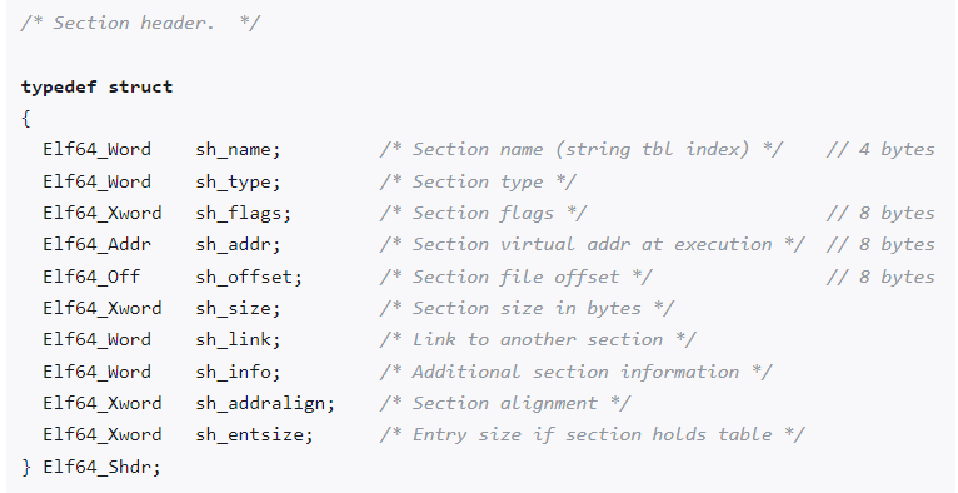 /* Section header.  */
typedef struct
{
  Elf64_Word    sh_name;         /* Section name (string tbl index) */    // 4 bytes
  Elf64_Word    sh_type;         /* Section type */
  Elf64_Xword   sh_flags;        /* Section flags */                      // 8 bytes
  Elf64_Addr    sh_addr;         /* Section virtual addr at execution */  // 8 bytes
  Elf64_Off     sh_offset;       /* Section file offset */                // 8 bytes
  Elf64_Xword   sh_size;         /* Section size in bytes */
  Elf64_Word    sh_link;         /* Link to another section */
  Elf64_Word    sh_info;         /* Additional section information */
  Elf64_Xword   sh_addralign;    /* Section alignment */
  Elf64_Xword   sh_entsize;      /* Entry size if section holds table */
} Elf64_Shdr;